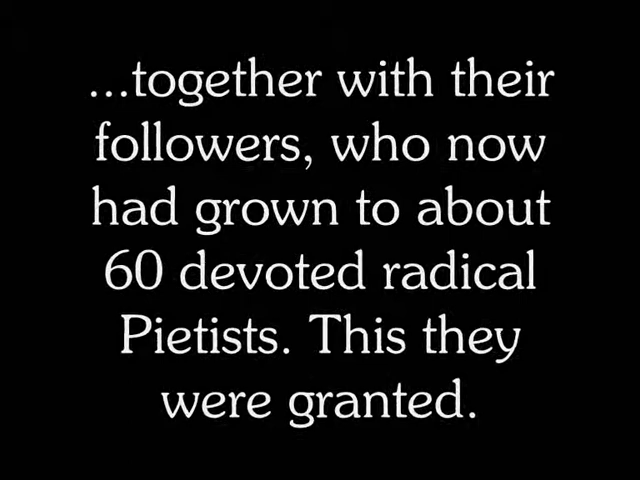 ...together with their
followers, who now
had grown to about
60 devoted radical
Pietists. This they
were granted.